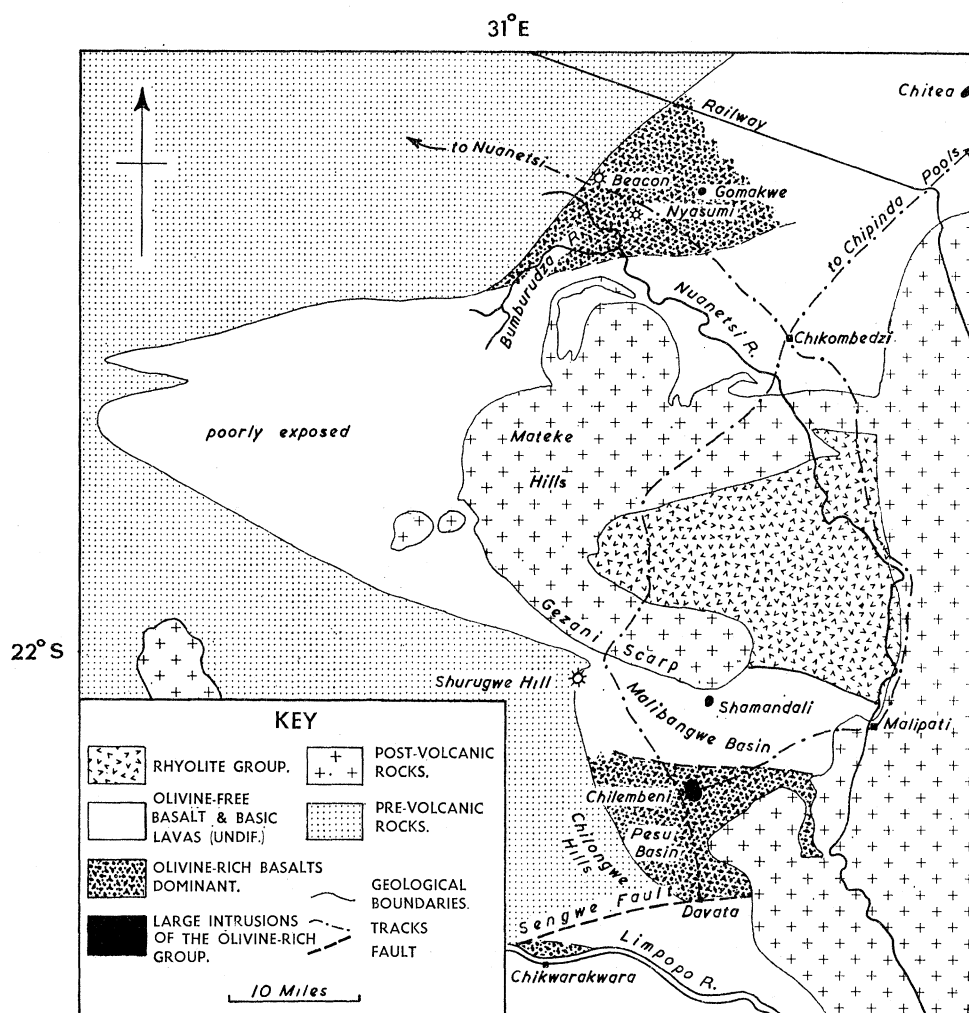 31°E
Chitea
Railway
to Nuanetsi
Pools
Beacon
Gomakwe
Nyasumi
to Chipinda
Bumburudza R.
Nuanetsi R.
Chikombedzi
poorly exposed
Mateke
Hills
Gezani Scarp
22°S
Shurugwe Hill
Shamandali
Malibangwe Basin
Malipati
Chilembeni
Pesu
Basin
Chilongwe
Hills
Sengwe Fault
Davata
Limpopo R.
Chikwarakwara
KEY
RHYOLITE GROUP.
POST-VOLCANIC
ROCKS.
OLIVINE-FREE
BASALT & BASIC
LAVAS (UNDIF.)
PRE-VOLCANIC
ROCKS.
OLIVINE-RICH BASALTS
DOMINANT.
GEOLOGICAL
BOUNDARIES.
LARGE INTRUSIONS
OF THE OLIVINE-RICH
GROUP.
TRACKS
FAULT
10 Miles